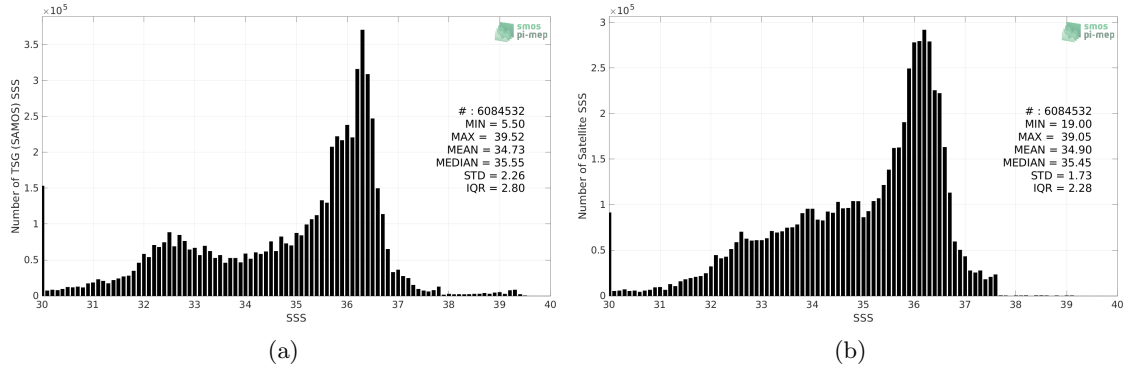 ×10⁵
3.5
3
2.5
2
1.5
1
0.5
0
30 31 32 33 34 35 36 37 38 39 40
SSS
Number of TSG (SAMOS) SSS
smos
pi-mep
# : 6084532
MIN = 5.50
MAX = 39.52
MEAN = 34.73
MEDIAN = 35.55
STD = 2.26
IQR = 2.80
(a)
×10⁵
3
2.5
2
1.5
1
0.5
0
30 31 32 33 34 35 36 37 38 39 40
SSS
Number of Satellite SSS
smos
pi-mep
# : 6084532
MIN = 19.00
MAX = 39.05
MEAN = 34.90
MEDIAN = 35.45
STD = 1.73
IQR = 2.28
(b)